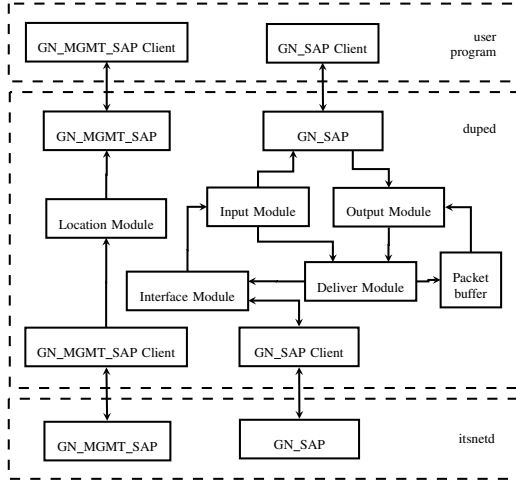 GN_MGMT_SAP Client
GN_SAP Client
user
program
GN_MGMT_SAP
GN_SAP
duped
Location Module
Input Module
Output Module
Interface Module
Deliver Module
Packet
buffer
GN_MGMT_SAP Client
GN_SAP Client
GN_MGMT_SAP
GN_SAP
itsnetd